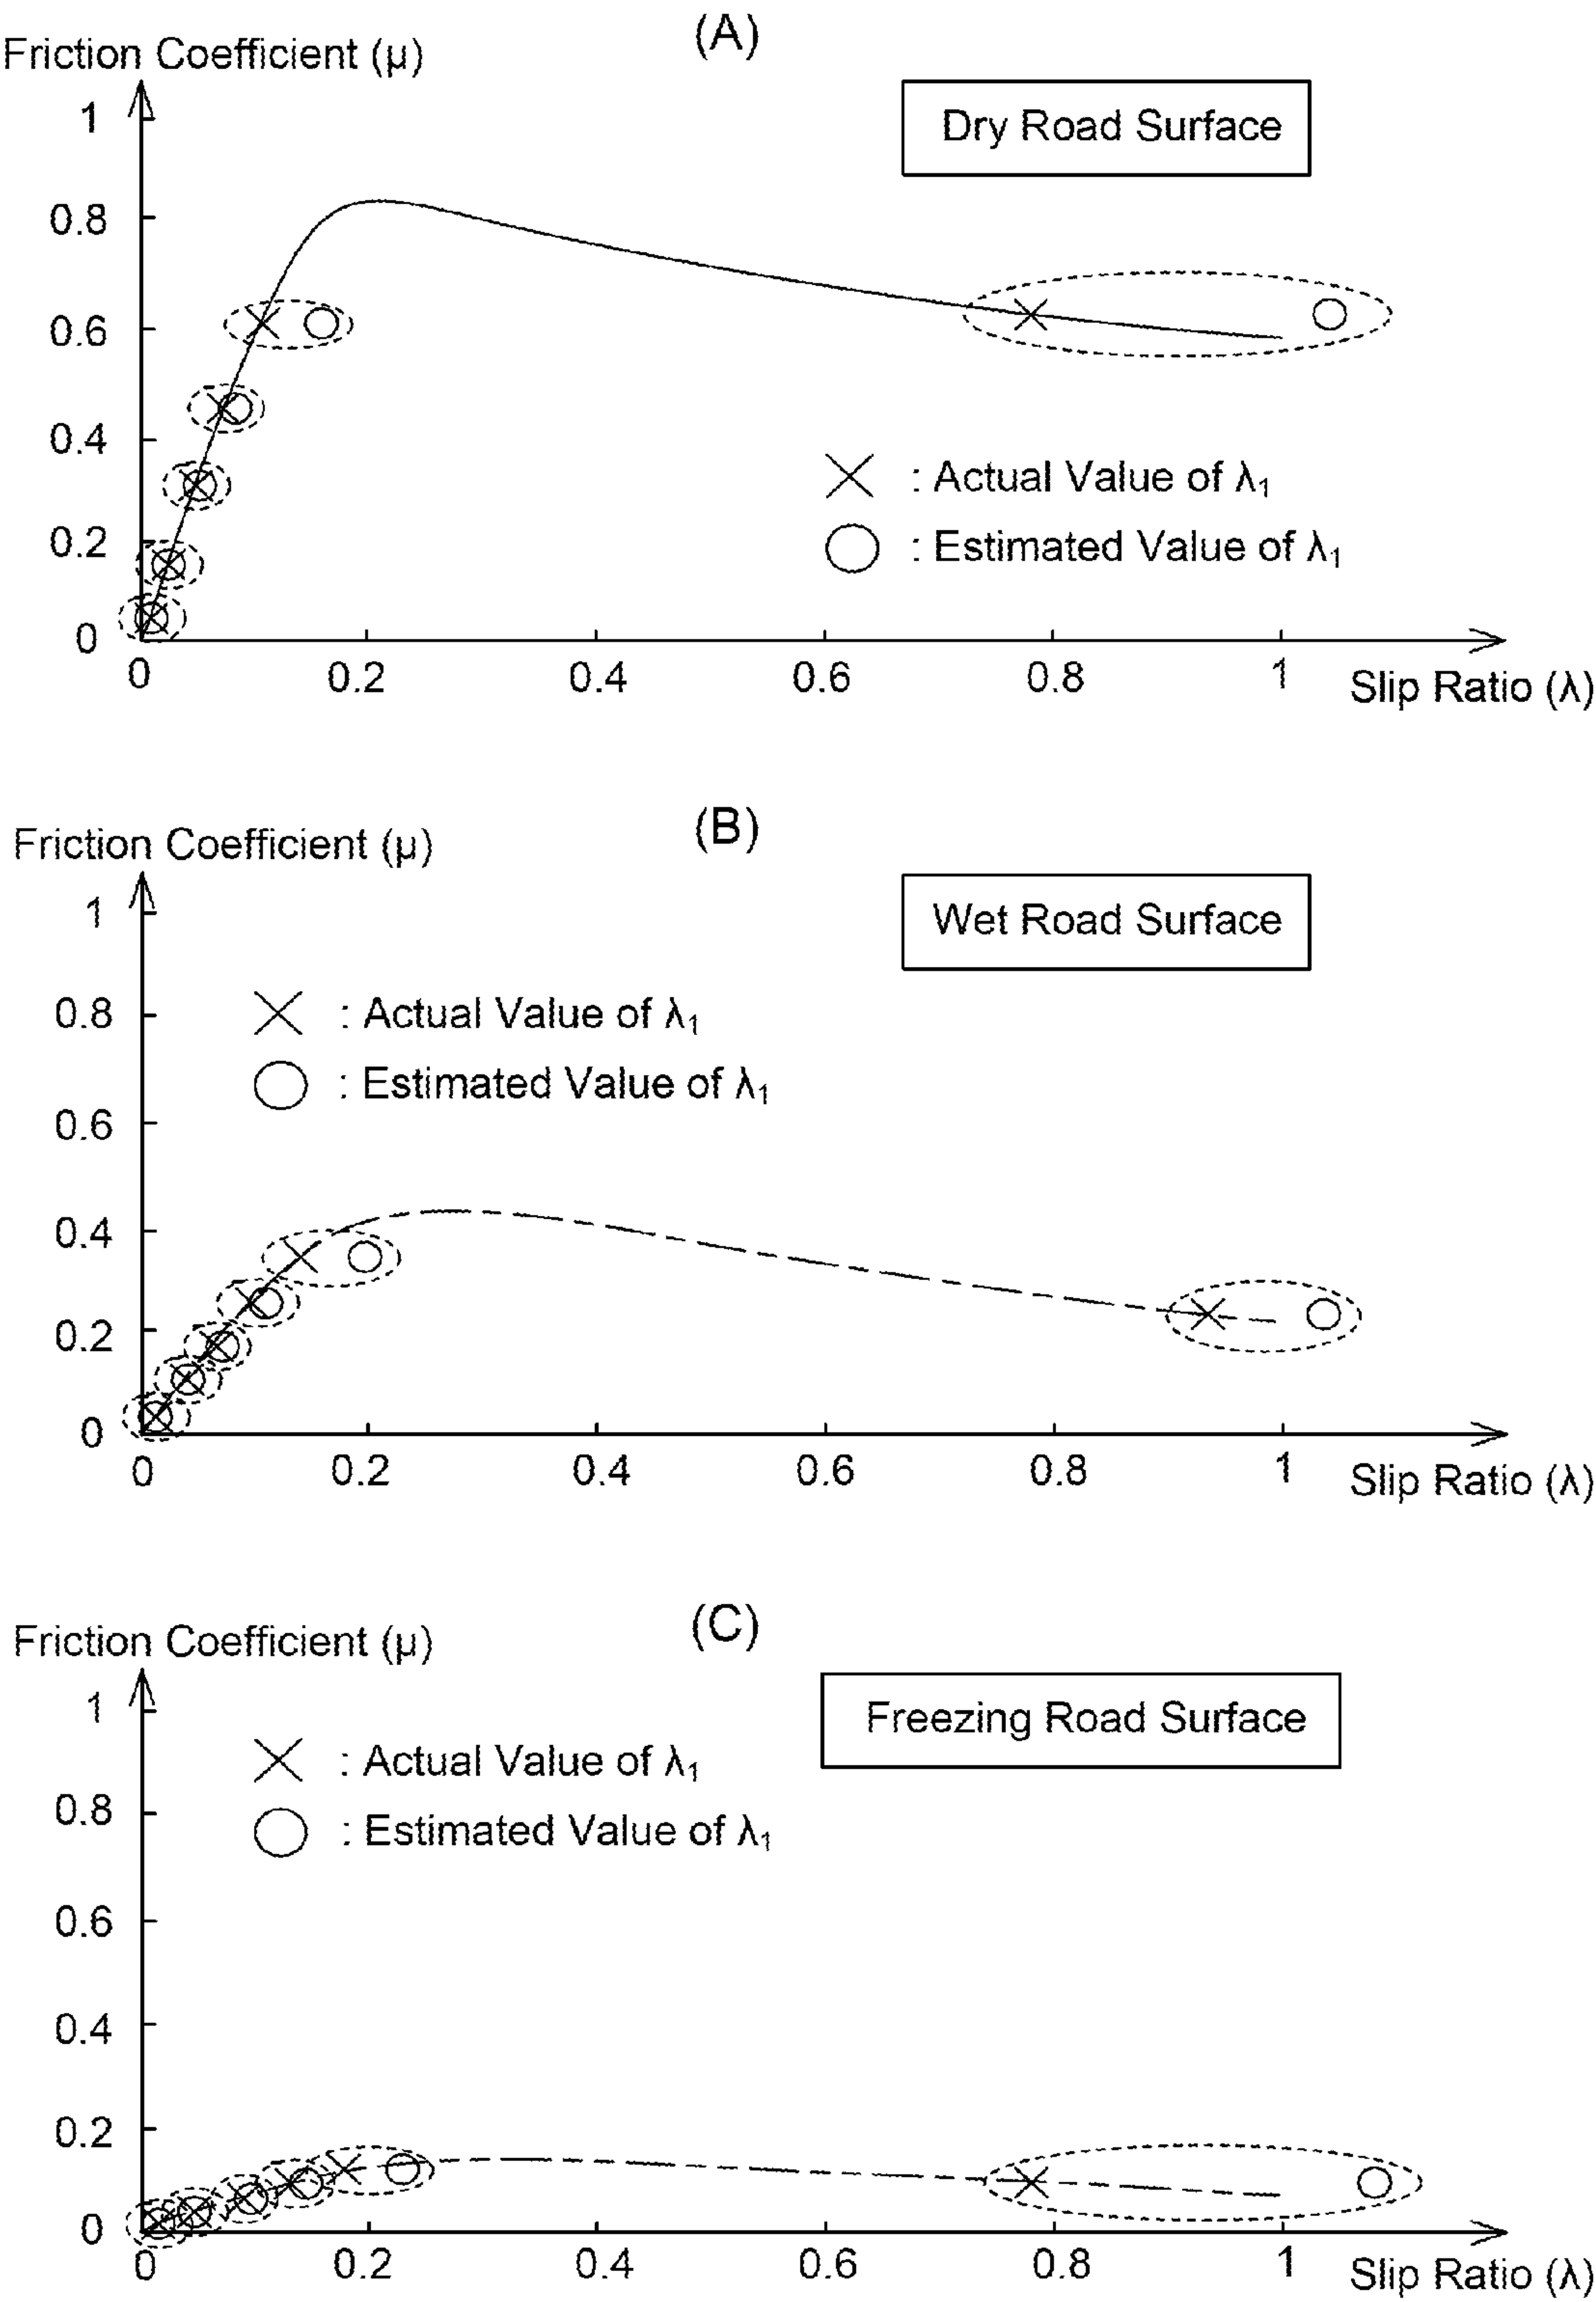 (A)
Friction Coefficient (μ)
Dry Road Surface
1
0.8
0.6
0.4
0.2
0
× : Actual Value of λ₁
○ : Estimated Value of λ₁
0 0.2 0.4 0.6 0.8 1
Slip Ratio (λ)
(B)
Friction Coefficient (μ)
Wet Road Surface
1
0.8
0.6
0.4
0.2
0
× : Actual Value of λ₁
○ : Estimated Value of λ₁
0 0.2 0.4 0.6 0.8 1
Slip Ratio (λ)
(C)
Friction Coefficient (μ)
Freezing Road Surface
1
0.8
0.6
0.4
0.2
0
× : Actual Value of λ₁
○ : Estimated Value of λ₁
0 0.2 0.4 0.6 0.8 1
Slip Ratio (λ)